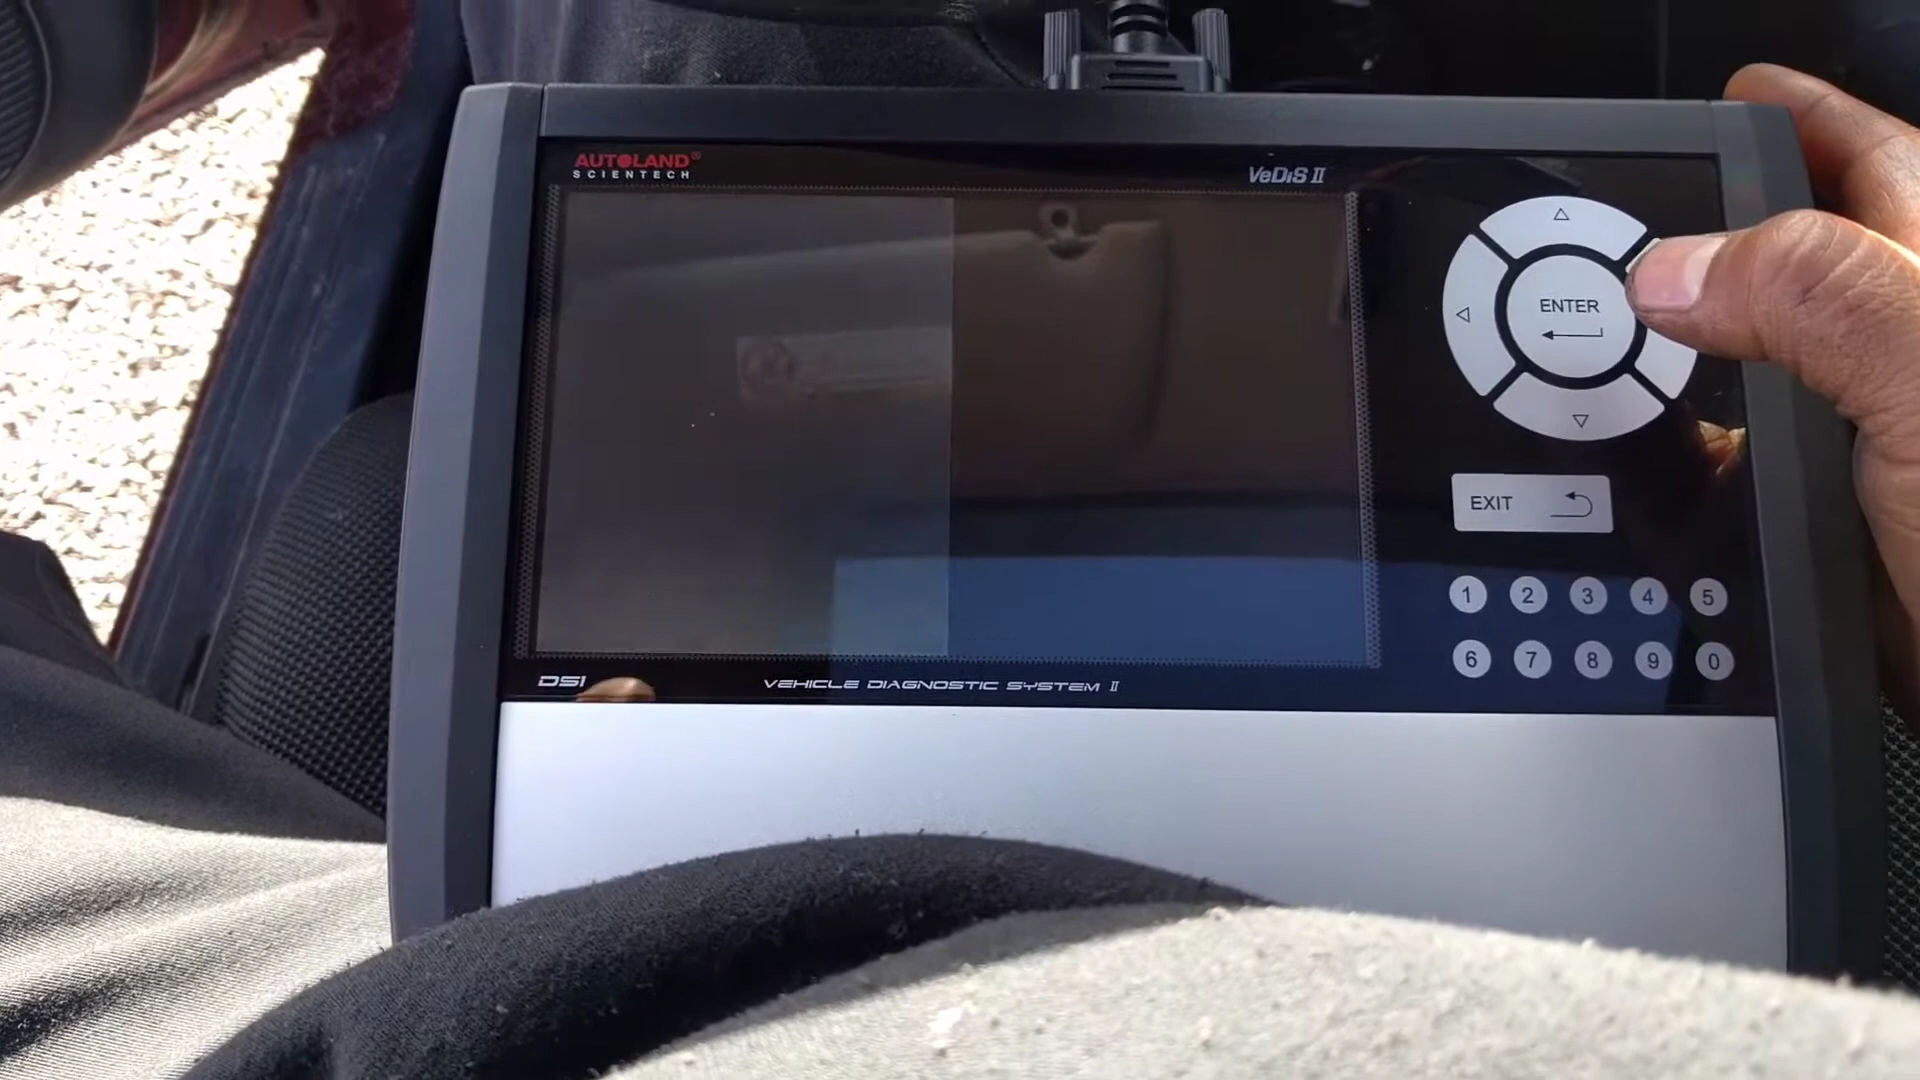 AUTOLAND®
SCIENTECH
VeDiS II
ENTER
EXIT
1 2 3 4 5
6 7 8 9 0
DS1
VEHICLE DIAGNOSTIC SYSTEM II